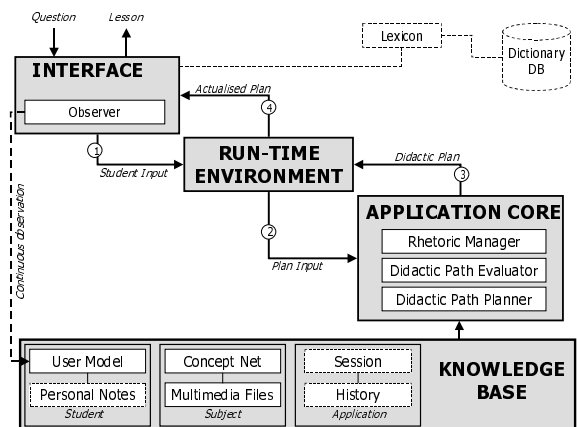 Question
Lesson
Lexicon
Dictionary
DB
INTERFACE
Observer
Actualised Plan
4
1
Student Input
RUN-TIME
ENVIRONMENT
Didactic Plan
3
2
Plan Input
APPLICATION CORE
Rhetoric Manager
Didactic Path Evaluator
Didactic Path Planner
Continuous observation
User Model
Personal Notes
Student
Concept Net
Multimedia Files
Subject
Session
History
Application
KNOWLEDGE
BASE